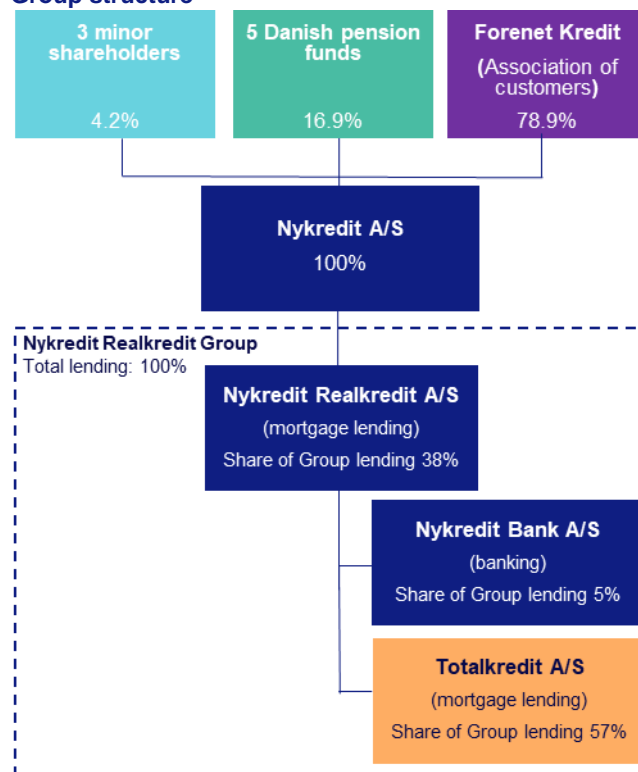 Group structure
3 minor
shareholders
4.2%
5 Danish pension
funds
16.9%
Forenet Kredit
(Association of
customers)
78.9%
Nykredit A/S
100%
Nykredit Realkredit Group
Total lending: 100%
Nykredit Realkredit A/S
(mortgage lending)
Share of Group lending 38%
Nykredit Bank A/S
(banking)
Share of Group lending 5%
Totalkredit A/S
(mortgage lending)
Share of Group lending 57%